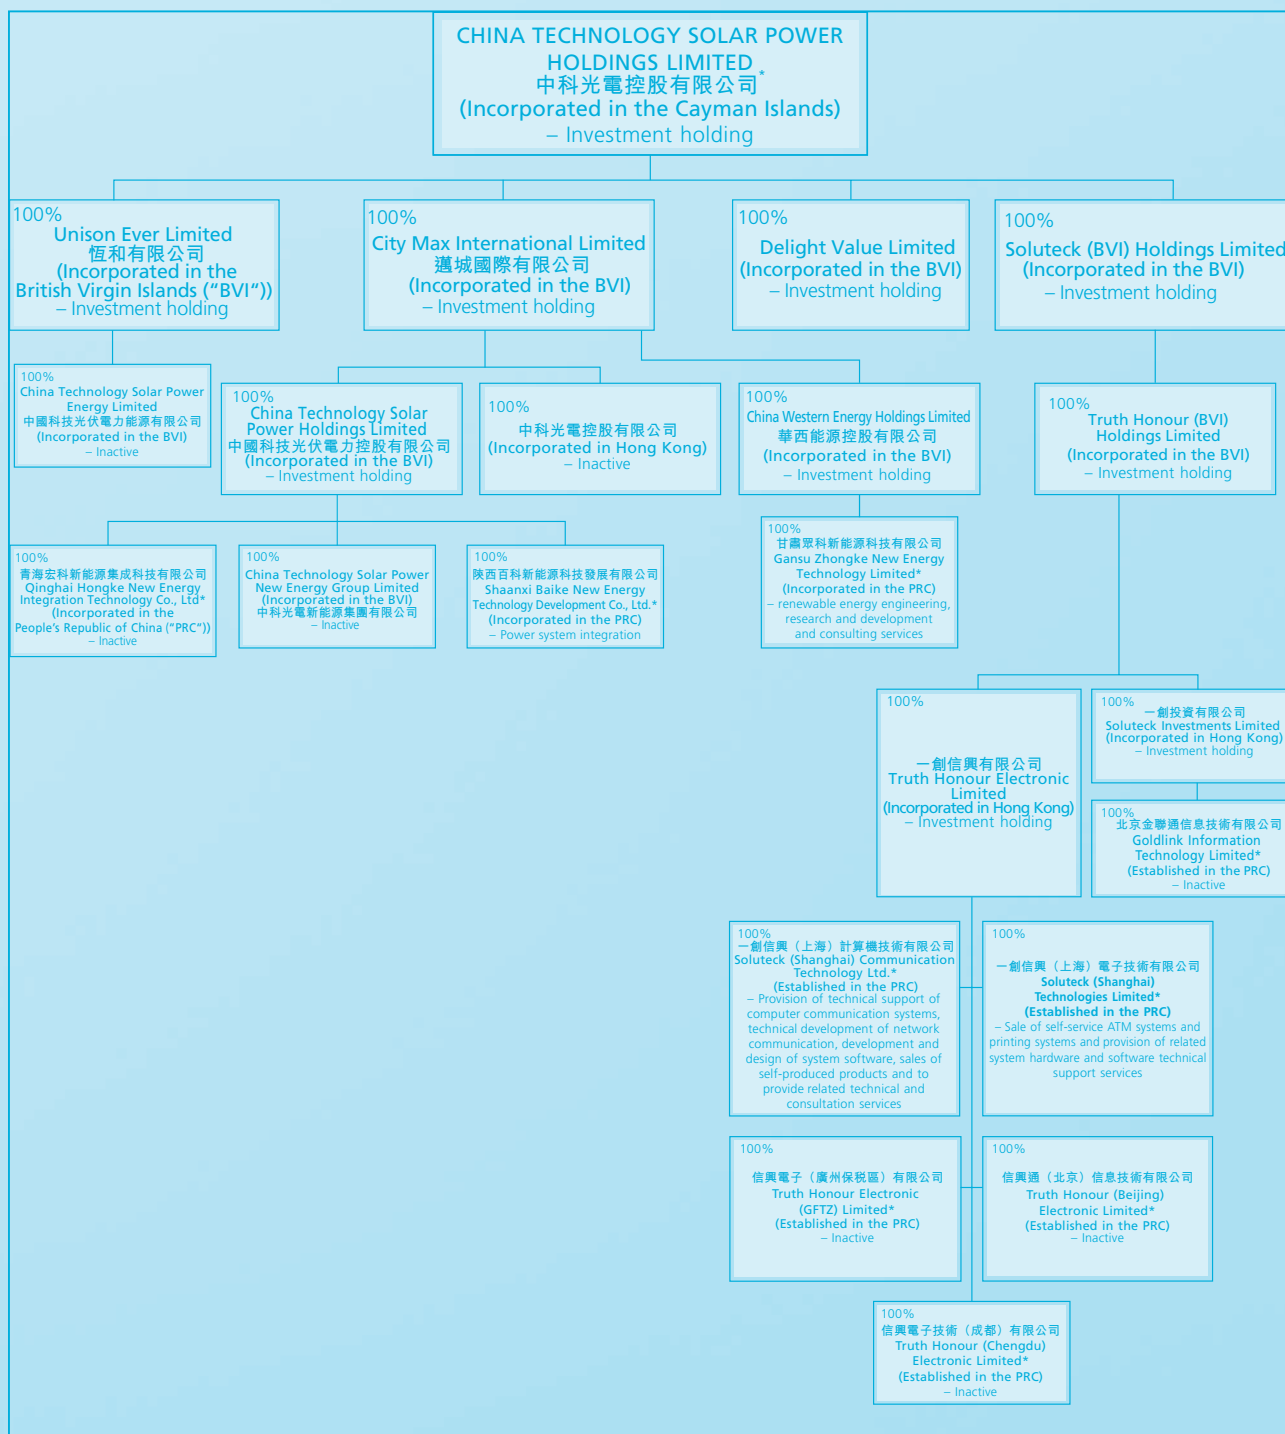 CHINA TECHNOLOGY SOLAR POWER
HOLDINGS LIMITED
中科光電控股有限公司*
(Incorporated in the Cayman Islands)
– Investment holding
100%
Unison Ever Limited
恆和有限公司
(Incorporated in the
British Virgin Islands (“BVI“))
– Investment holding
100%
City Max International Limited
邁城國際有限公司
(Incorporated in the BVI)
– Investment holding
100%
Delight Value Limited
(Incorporated in the BVI)
– Investment holding
100%
Soluteck (BVI) Holdings Limited
(Incorporated in the BVI)
– Investment holding
100%
China Technology Solar Power
Energy Limited
中國科技光伏電力能源有限公司
(Incorporated in the BVI)
– Inactive
100%
China Technology Solar
Power Holdings Limited
中國科技光伏電力控股有限公司
(Incorporated in the BVI)
– Investment holding
100%
中科光電控股有限公司
(Incorporated in Hong Kong)
– Inactive
100%
China Western Energy Holdings Limited
華西能源控股有限公司
(Incorporated in the BVI)
– Investment holding
100%
Truth Honour (BVI)
Holdings Limited
(Incorporated in the BVI)
– Investment holding
100%
青海宏科新能源集成科技有限公司
Qinghai Hongke New Energy
Integration Technology Co., Ltd*
(Incorporated in the
People’s Republic of China (“PRC”))
– Inactive
100%
China Technology Solar Power
New Energy Group Limited
(Incorporated in the BVI)
中科光電新能源集團有限公司
– Inactive
100%
陝西百科新能源科技發展有限公司
Shaanxi Baike New Energy
Technology Development Co., Ltd.*
(Incorporated in the PRC)
– Power system integration
100%
甘肅眾科新能源科技有限公司
Gansu Zhongke New Energy
Technology Limited*
(Incorporated in the PRC)
– renewable energy engineering,
research and development
and consulting services
100%
一創信興有限公司
Truth Honour Electronic
Limited
(Incorporated in Hong Kong)
– Investment holding
100%
一創投資有限公司
Soluteck Investments Limited
(Incorporated in Hong Kong)
– Investment holding
100%
北京金聯通信息技術有限公司
Goldlink Information
Technology Limited*
(Established in the PRC)
– Inactive
100%
一創信興（上海）計算機技術有限公司
Soluteck (Shanghai) Communication
Technology Ltd.*
(Established in the PRC)
– Provision of technical support of
computer communication systems,
technical development of network
communication, development and
design of system software, sales of
self-produced products and to
provide related technical and
consultation services
100%
一創信興（上海）電子技術有限公司
Soluteck (Shanghai)
Technologies Limited*
(Established in the PRC)
– Sale of self-service ATM systems and
printing systems and provision of related
system hardware and software technical
support services
100%
信興電子（廣州保税區）有限公司
Truth Honour Electronic
(GFTZ) Limited*
(Established in the PRC)
– Inactive
100%
信興通（北京）信息技術有限公司
Truth Honour (Beijing)
Electronic Limited*
(Established in the PRC)
– Inactive
100%
信興電子技術（成都）有限公司
Truth Honour (Chengdu)
Electronic Limited*
(Established in the PRC)
– Inactive